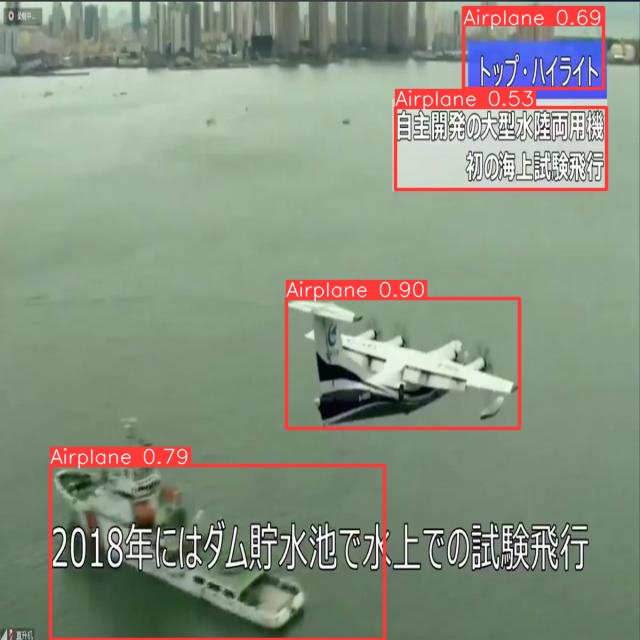 Airplane 0.69
トップ・ハイライト
Airplane 0.53
自主開発の大型水陸両用機
初の海上試験飛行
Airplane 0.90
Airplane 0.79
2018年にはダム貯水池で水上での試験飛行